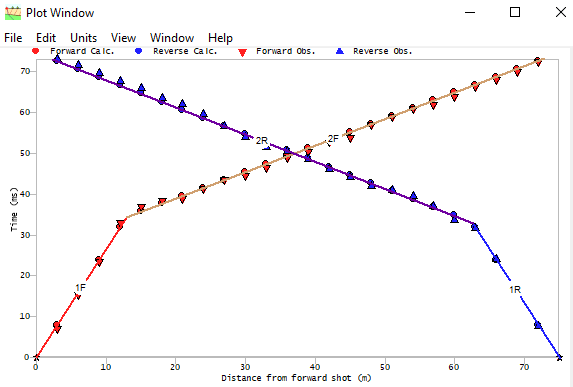 Plot Window
File Edit Units View Window Help
Forward Calc. Reverse Calc. Forward Obs. Reverse Obs.
70
60
50
40
30
20
10
0
Time (ms)
2R
2F
1F
1R
0 10 20 30 40 50 60 70
Distance from forward shot (m)